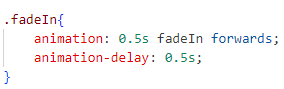 .fadeIn{
    animation: 0.5s fadeIn forwards;
    animation-delay: 0.5s;
}